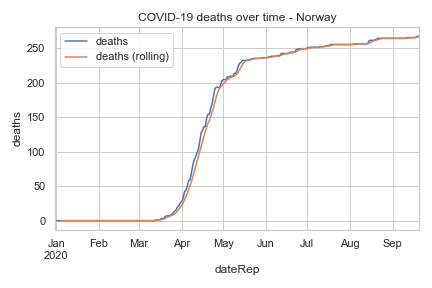 COVID-19 deaths over time - Norway
deaths
deaths (rolling)
deaths
250
200
150
100
50
0
Jan Feb Mar Apr May Jun Jul Aug Sep
2020
dateRep